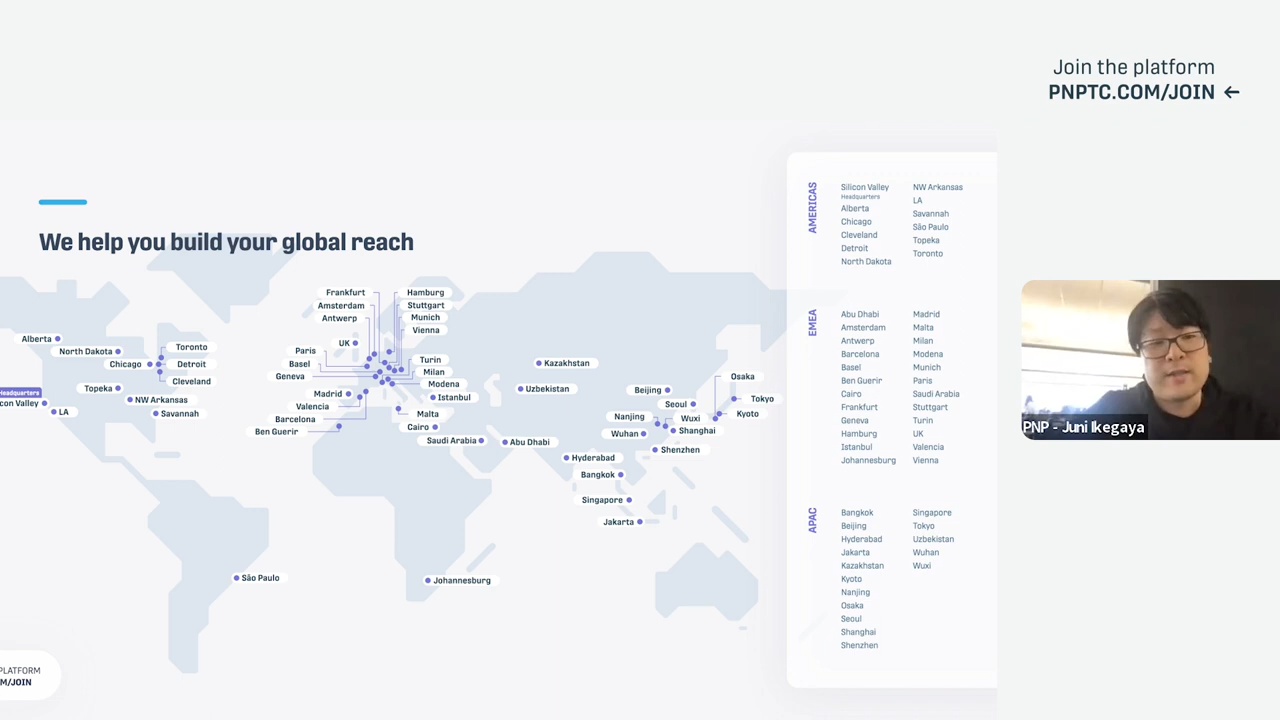 Join the platform
PNPTC.COM/JOIN ←
We help you build your global reach
Frankfurt
Amsterdam
Antwerp
UK
Paris
Basel
Geneva
Madrid
Valencia
Barcelona
Ben Guerir
Hamburg
Stuttgart
Munich
Vienna
Turin
Milan
Modena
Istanbul
Malta
Cairo
Saudi Arabia
Abu Dhabi
Alberta
North Dakota
Chicago
Toronto
Detroit
Cleveland
Topeka
NW Arkansas
Savannah
Headquarters
con Valley
LA
São Paulo
Johannesburg
Kazakhstan
Uzbekistan
Beijing
Seoul
Nanjing
Wuxi
Wuhan
Shanghai
Shenzhen
Osaka
Tokyo
Kyoto
Hyderabad
Bangkok
Singapore
Jakarta
PLATFORM
M/JOIN
AMERICAS
Silicon Valley
Headquarters
Alberta
Chicago
Cleveland
Detroit
North Dakota
NW Arkansas
LA
Savannah
São Paulo
Topeka
Toronto
EMEA
Abu Dhabi
Amsterdam
Antwerp
Barcelona
Basel
Ben Guerir
Cairo
Frankfurt
Geneva
Hamburg
Istanbul
Johannesburg
Madrid
Malta
Milan
Modena
Munich
Paris
Saudi Arabia
Stuttgart
Turin
UK
Valencia
Vienna
APAC
Bangkok
Beijing
Hyderabad
Jakarta
Kazakhstan
Kyoto
Nanjing
Osaka
Seoul
Shanghai
Shenzhen
Singapore
Tokyo
Uzbekistan
Wuhan
Wuxi
PNP - Juni Ikegaya